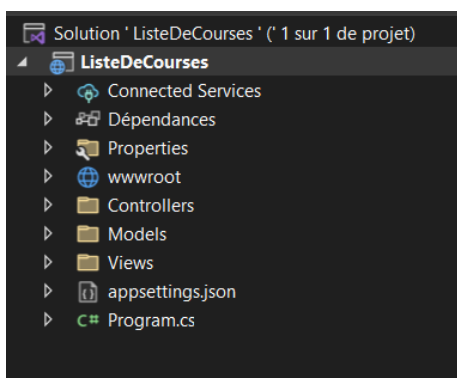 Solution ' ListeDeCourses ' (' 1 sur 1 de projet)
ListeDeCourses
Connected Services
Dépendances
Properties
wwwroot
Controllers
Models
Views
appsettings.json
C# Program.cs